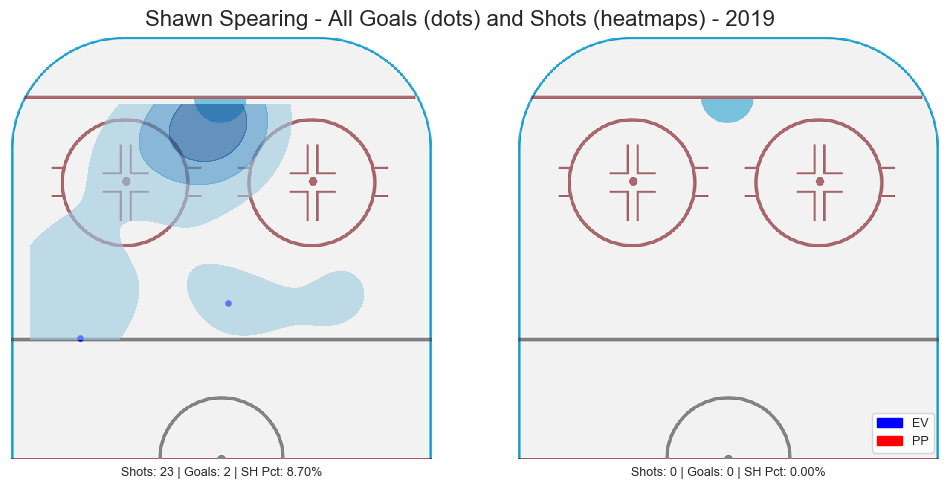 Shawn Spearing - All Goals (dots) and Shots (heatmaps) - 2019
EV
PP
Shots: 23 | Goals: 2 | SH Pct: 8.70%
Shots: 0 | Goals: 0 | SH Pct: 0.00%